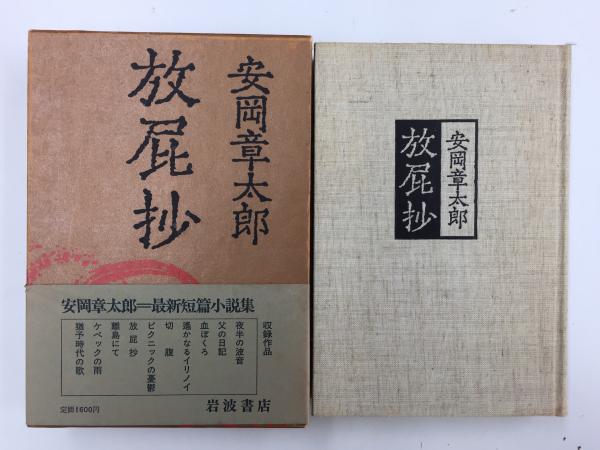 安岡章太郎
放屁抄
安岡章太郎=最新短篇小説集
収録作品
夜半の波音
父の日記
血ぼくろ
遙かなるイリノイ
切腹
ピクニックの憂鬱
放屁抄
離島にて
ケベックの雨
猶予時代の歌
定価1600円
岩波書店
安岡章太郎
放屁抄